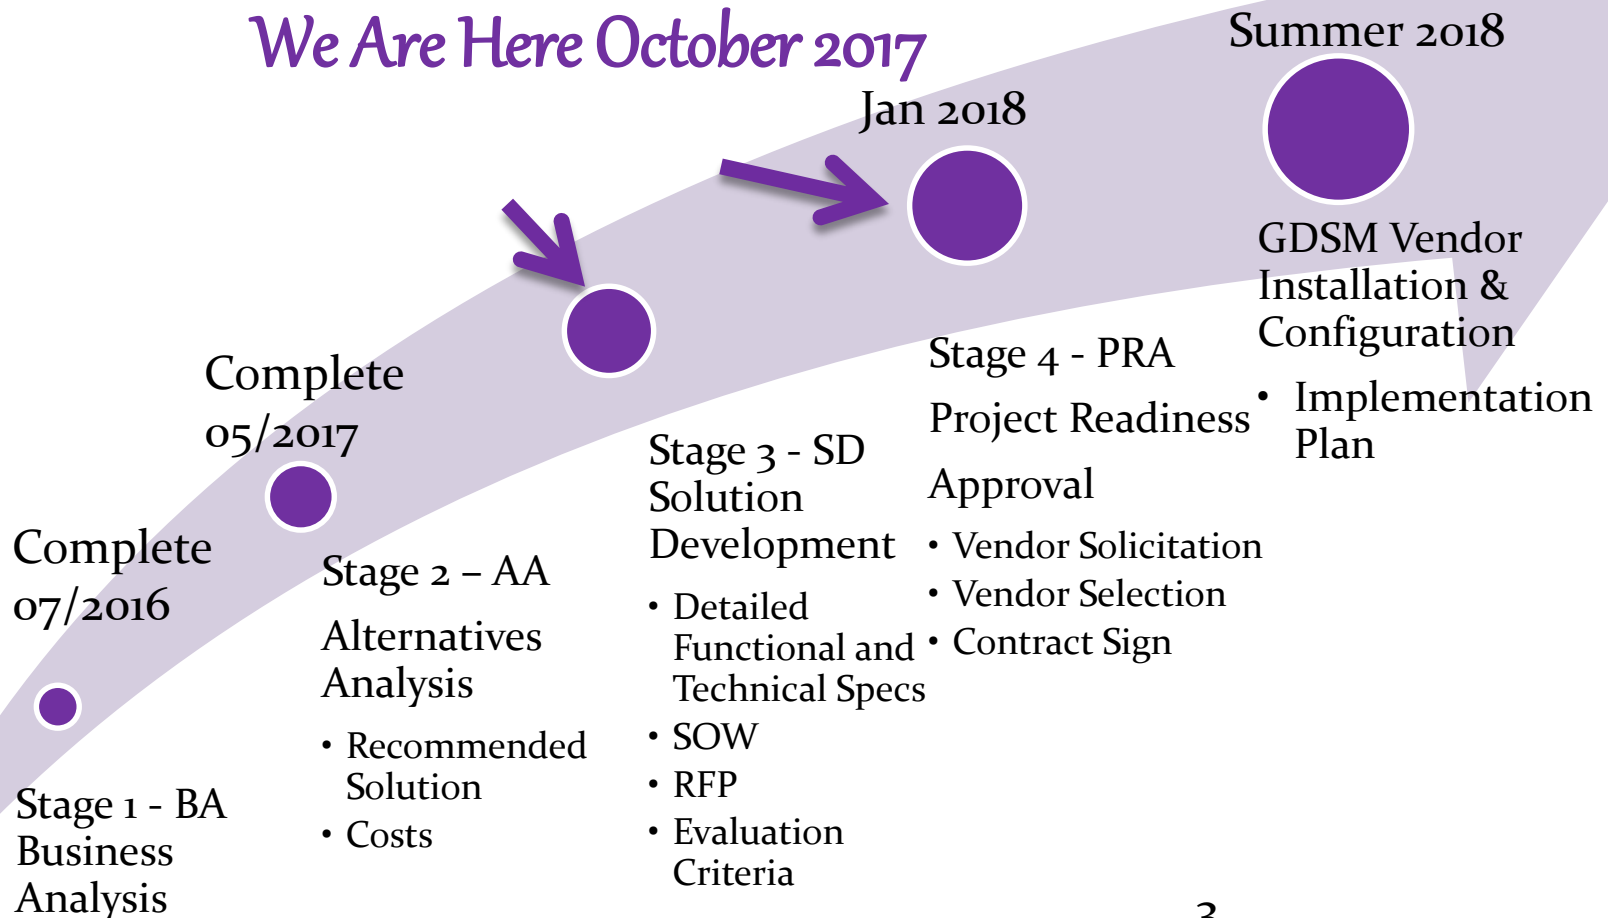 We Are Here October 2017
Summer 2018
Jan 2018
Complete
05/2017
Complete
07/2016
Stage 1 - BA
Business
Analysis
Stage 2 – AA
Alternatives
Analysis
• Recommended
Solution
• Costs
Stage 3 - SD
Solution
Development
• Detailed
Functional and
Technical Specs
• SOW
• RFP
• Evaluation
Criteria
Stage 4 - PRA
Project Readiness
Approval
• Vendor Solicitation
• Vendor Selection
• Contract Sign
GDSM Vendor
Installation &
Configuration
• Implementation
Plan
3